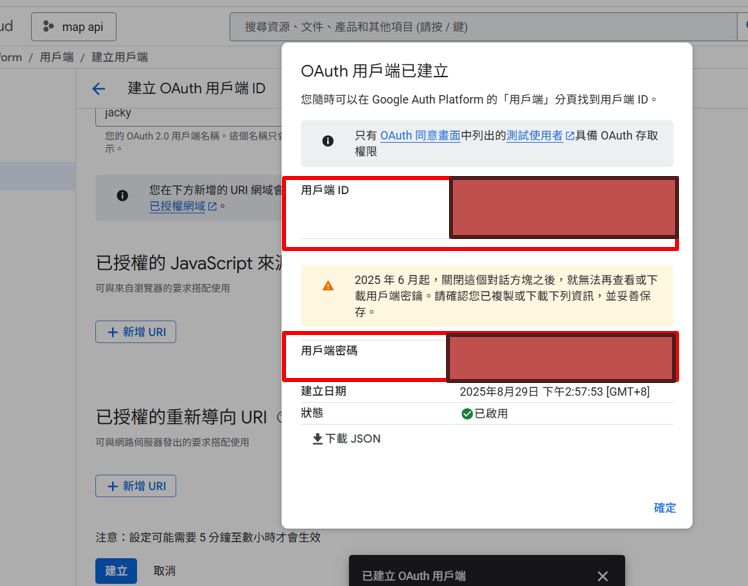 ud
map api
搜尋資源、文件、產品和其他項目 (請按 / 鍵)
orm / 用戶端 / 建立用戶端
建立 OAuth 用戶端 ID
jacky
您的 OAuth 2.0 用戶端名稱。這個名稱只會
示。
您在下方新增的 URI 網域會
已授權網域。
已授權的 JavaScript 來源
可與來自瀏覽器的要求搭配使用
新增 URI
已授權的重新導向 URI
可與網路伺服器發出的要求搭配使用
新增 URI
注意：設定可能需要 5 分鐘至數小時才會生效
建立 取消
OAuth 用戶端已建立
您隨時可以在 Google Auth Platform 的「用戶端」分頁找到用戶端 ID。
只有 OAuth 同意畫面中列出的測試使用者具備 OAuth 存取
權限
用戶端 ID
2025 年 6 月起，關閉這個對話方塊之後，就無法再查看或下
載用戶端密鑰。請確認您已複製或下載下列資訊，並妥善保
存。
用戶端密碼
建立日期 2025年8月29日 下午2:57:53 [GMT+8]
狀態 已啟用
下載 JSON
確定
已建立 OAuth 用戶端